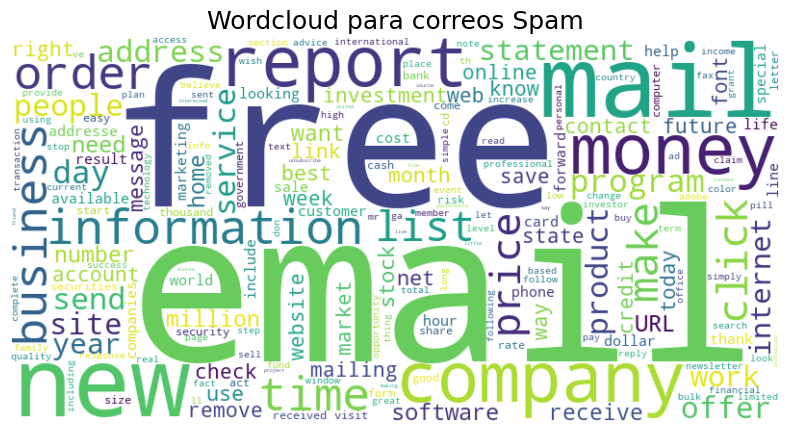 Wordcloud para correos Spam
right
address
report
mail
statement
help
order
free
online
know
font
special
people
investment
web
looking
addresse
need
message
service
want
link
best
cost
contact
future
life
day
result
marketing
home
month
save
forward
money
available
week
sale
cash
program
business
information
list
customer
risk
card
state
price
product
make
click
internet
number
account
send
site
year
million
world
include
website
market
stock
net
email
hour
share
way
phone
credit
today
URL
dollar
thank
new
check
use
remove
time
mailing
company
software
receive
work
offer
received
visit
size
security
companies
securities
technology
government
transaction
professional
international
advice
section
access
note
income
letter
country
computer
personal
fax
grant
place
bank
increase
come
wish
high
text
simple
cd
read
event
member
level
let
buy
change
color
adobe
investor
term
office
search
newsletter
financial
limited
bulk
reply
pay
rate
following
based
follow
simply
look
pill
line
claim
ad
low
believe
sent
plan
provide
using
easy
stop
info
removed
current
start
thousand
complete
success
family
quality
response
including
real
fact
act
page
step
sell
fund
window
form
great
good
thing
opportunity
total
long
mr
ga
don
ll
ve
th
unsubscribe
interested
project